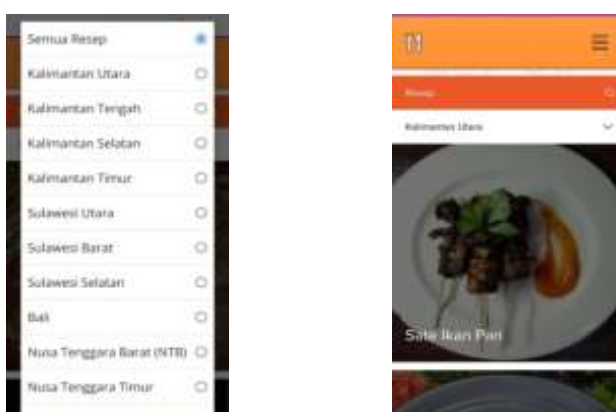 Semua Resep
Kalimantan Utara
Kalimantan Tengah
Kalimantan Selatan
Kalimantan Timur
Sulawesi Utara
Sulawesi Barat
Sulawesi Selatan
Bali
Nusa Tenggara Barat (NTB)
Nusa Tenggara Timur
Resep
Kalimantan Utara
Sate Ikan Pari